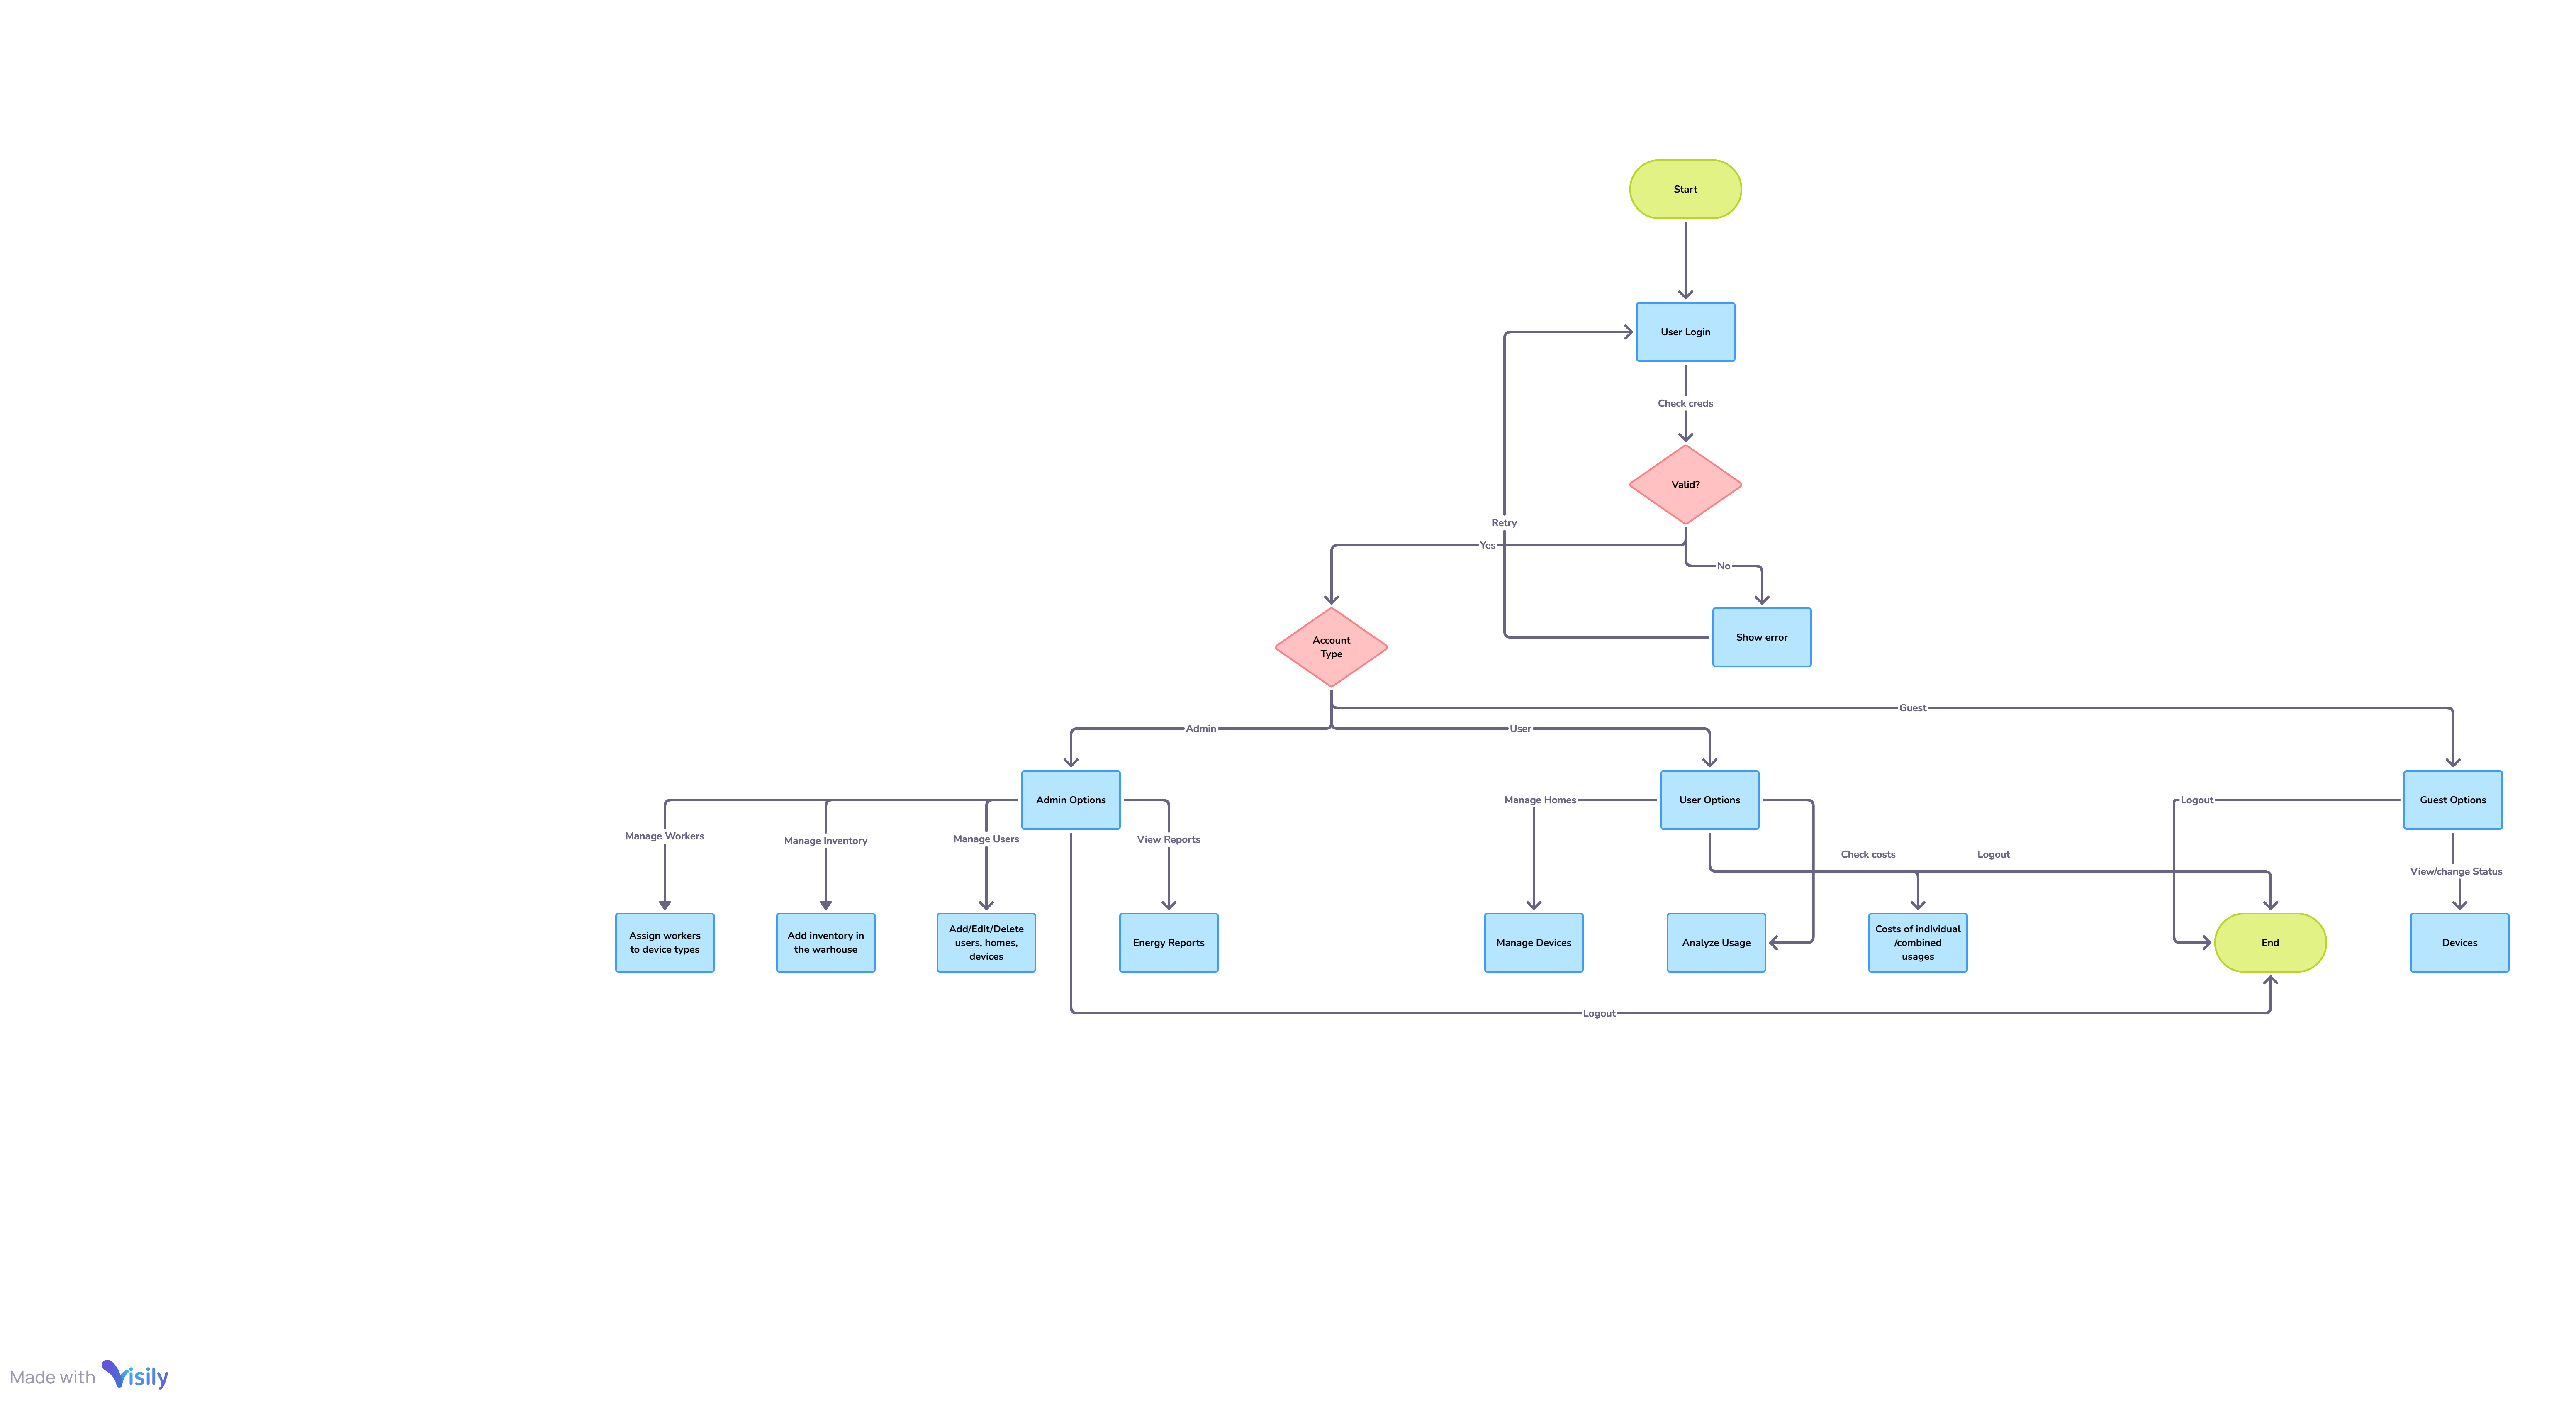 Start
User Login
Check creds
Valid?
Retry
Yes
No
Account
Type
Show error
Guest
Admin
User
Admin Options
Manage Homes
User Options
Logout
Guest Options
Manage Workers
Manage Inventory
Manage Users
View Reports
Check costs
Logout
View/change Status
Assign workers
to device types
Add inventory in
the warhouse
Add/Edit/Delete
users, homes,
devices
Energy Reports
Manage Devices
Analyze Usage
Costs of individual
/combined
usages
End
Devices
Logout
Made with Visily